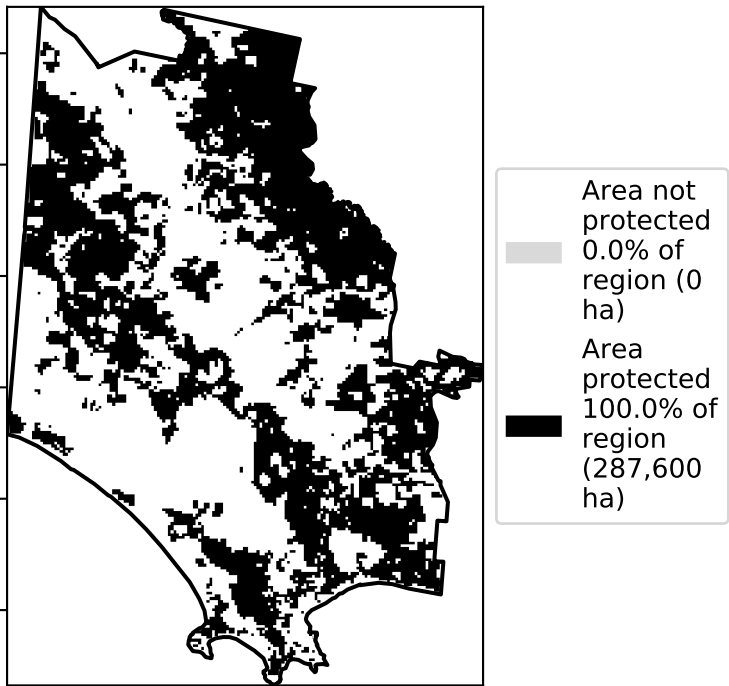 Area not
protected
0.0% of
region (0
ha)
Area
protected
100.0% of
region
(287,600
ha)